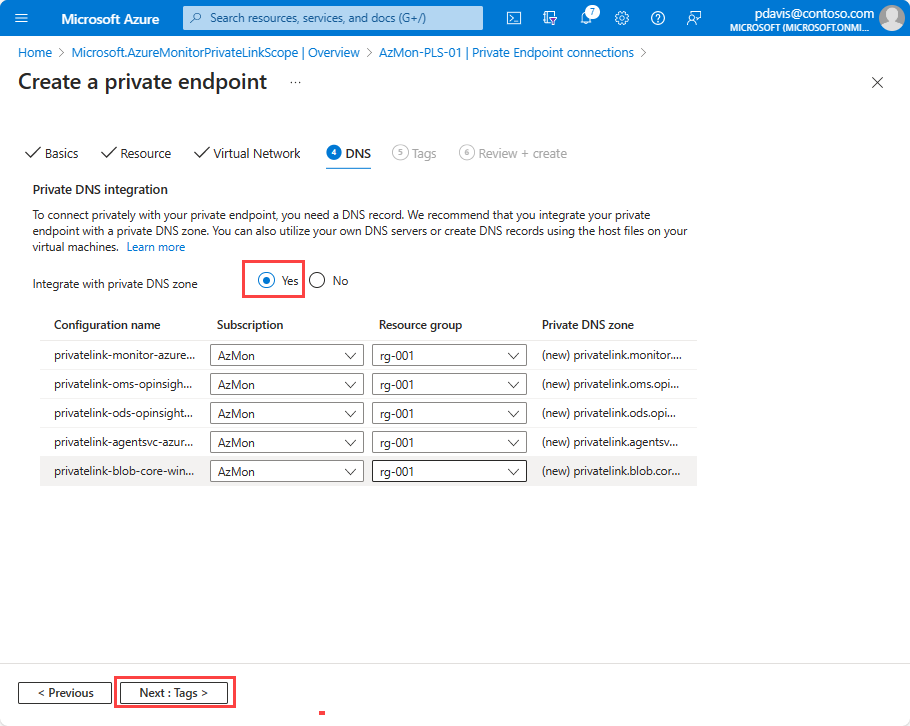 Microsoft Azure
Search resources, services, and docs (G+/)
7
pdavis@contoso.com
MICROSOFT (MICROSOFT.ONMI...
Home > Microsoft.AzureMonitorPrivateLinkScope | Overview > AzMon-PLS-01 | Private Endpoint connections >
Create a private endpoint ...
Basics Resource Virtual Network 4 DNS 5 Tags 6 Review + create
Private DNS integration
To connect privately with your private endpoint, you need a DNS record. We recommend that you integrate your private
endpoint with a private DNS zone. You can also utilize your own DNS servers or create DNS records using the host files on your
virtual machines. Learn more
Integrate with private DNS zone Yes No
Configuration name Subscription Resource group Private DNS zone
privatelink-monitor-azure... AzMon rg-001 (new) privatelink.monitor....
privatelink-oms-opinsigh... AzMon rg-001 (new) privatelink.oms.opi...
privatelink-ods-opinsight... AzMon rg-001 (new) privatelink.ods.opi...
privatelink-agentsvc-azur... AzMon rg-001 (new) privatelink.agentsv...
privatelink-blob-core-win... AzMon rg-001 (new) privatelink.blob.cor...
< Previous Next : Tags >